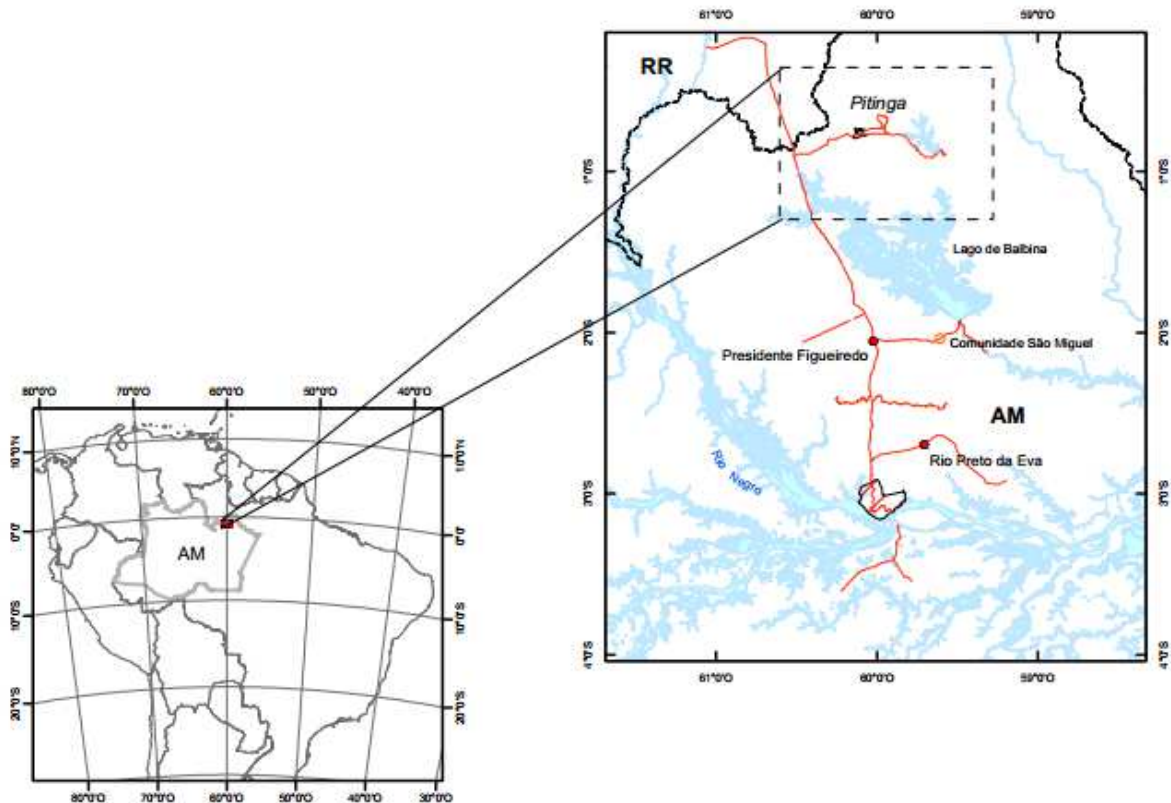 61°0'O 60°0'O 59°0'O
RR
Pitinga
1°0'S 1°0'S
Lago de Balbina
2°0'S 2°0'S
Presidente Figueiredo
Comunidade São Miguel
AM
Rio Preto da Eva
Rio Negro
3°0'S 3°0'S
4°0'S 4°0'S
61°0'O 60°0'O 59°0'O
80°0'O 70°0'O 60°0'O 50°0'O 40°0'O
10°0'N 10°0'N
0°0' 0°0'
AM
10°0'S 10°0'S
20°0'S 20°0'S
80°0'O 70°0'O 60°0'O 50°0'O 40°0'O 30°0'O